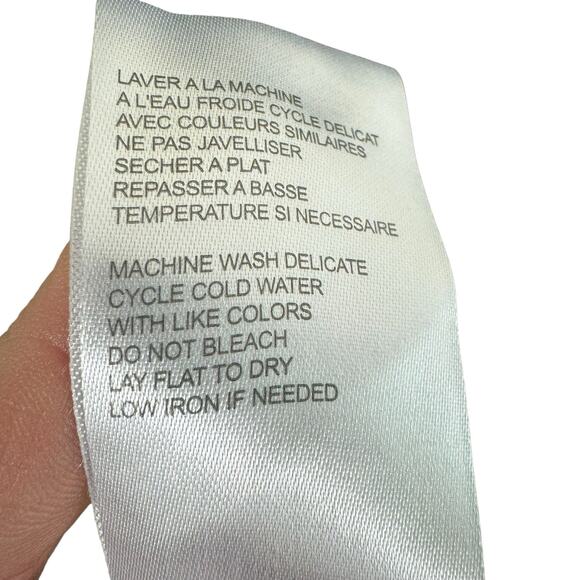 LAVER A LA MACHINE
A L'EAU FROIDE CYCLE DELICAT
AVEC COULEURS SIMILAIRES
NE PAS JAVELLISER
SECHER A PLAT
REPASSER A BASSE
TEMPERATURE SI NECESSAIRE
MACHINE WASH DELICATE
CYCLE COLD WATER
WITH LIKE COLORS
DO NOT BLEACH
LAY FLAT TO DRY
LOW IRON IF NEEDED